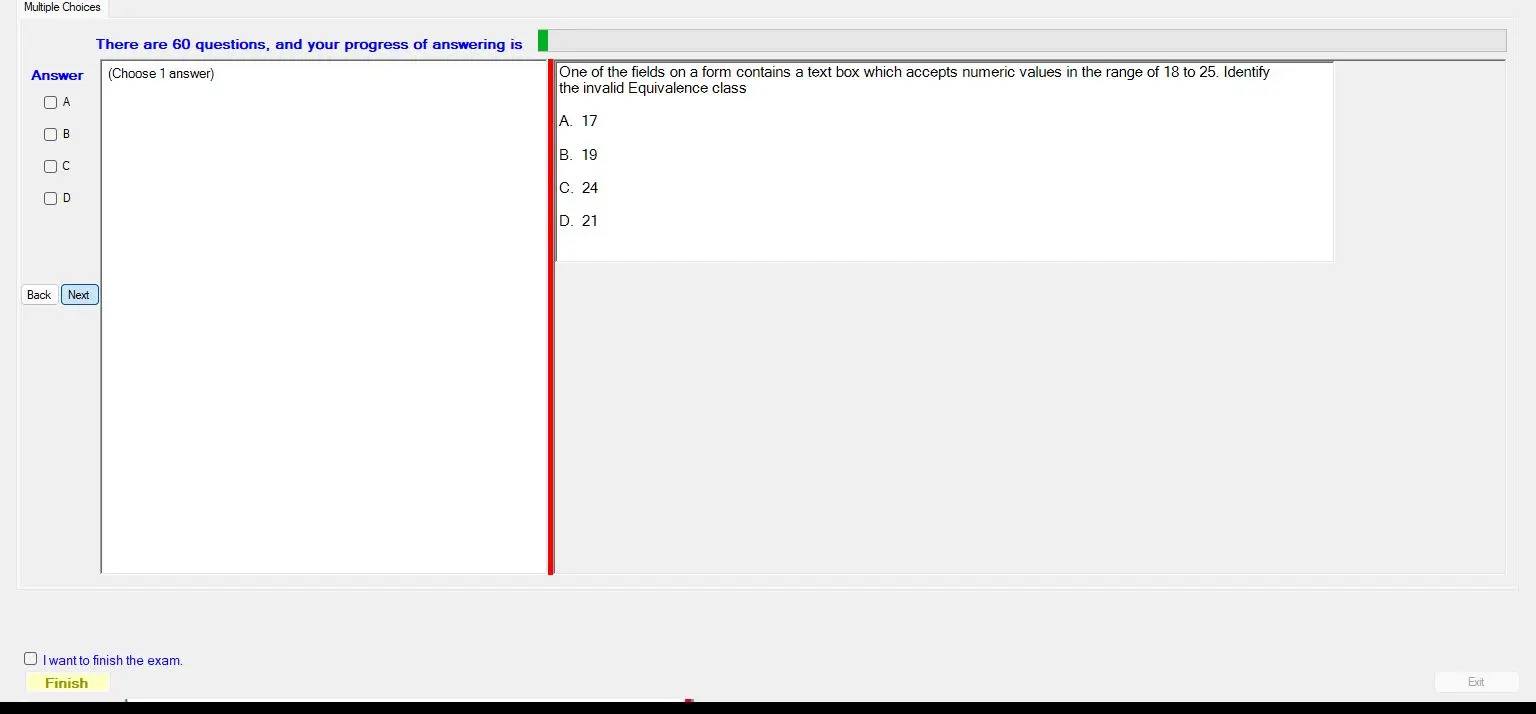 Multiple Choices
There are 60 questions, and your progress of answering is
Answer
A
B
C
D
Back
Next
(Choose 1 answer)
One of the fields on a form contains a text box which accepts numeric values in the range of 18 to 25. Identify
the invalid Equivalence class
A. 17
B. 19
C. 24
D. 21
I want to finish the exam.
Finish
Exit